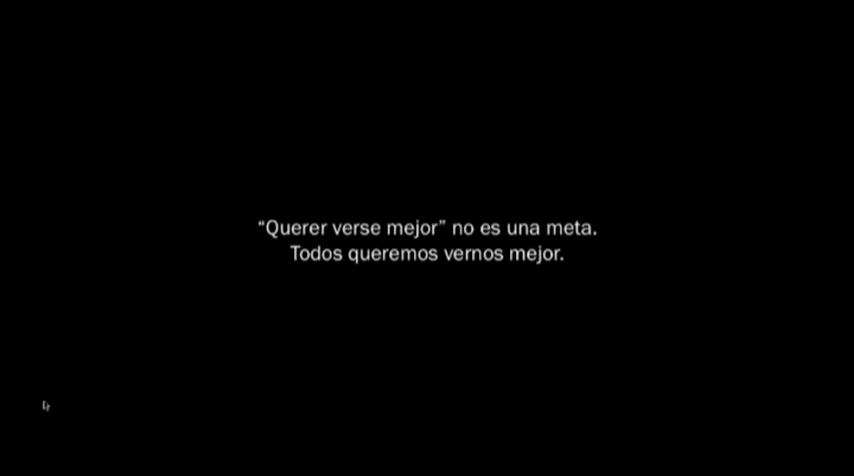 “Querer verse mejor” no es una meta.
Todos queremos vernos mejor.